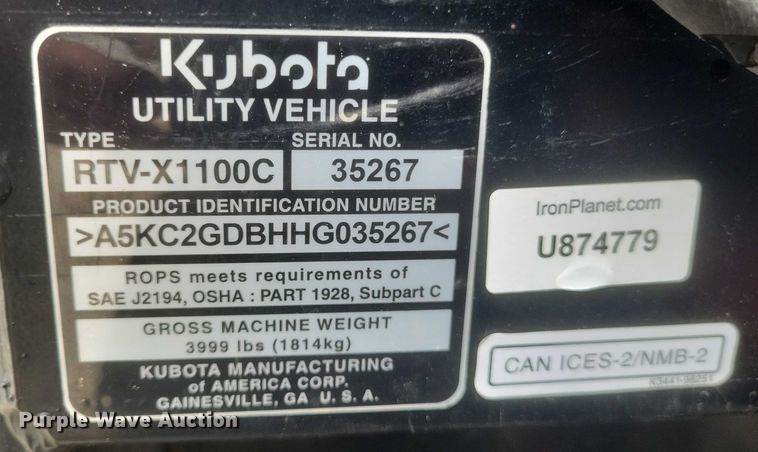 Kubota
UTILITY VEHICLE
TYPE SERIAL NO.
RTV-X1100C 35267
PRODUCT IDENTIFICATION NUMBER
>A5KC2GDBHHG035267<
ROPS meets requirements of
SAE J2194, OSHA : PART 1928, Subpart C
GROSS MACHINE WEIGHT
3999 lbs (1814kg)
KUBOTA MANUFACTURING
of AMERICA CORP.
GAINESVILLE, GA U. S. A.
IronPlanet.com
U874779
CAN ICES-2/NMB-2
Purple Wave Auction